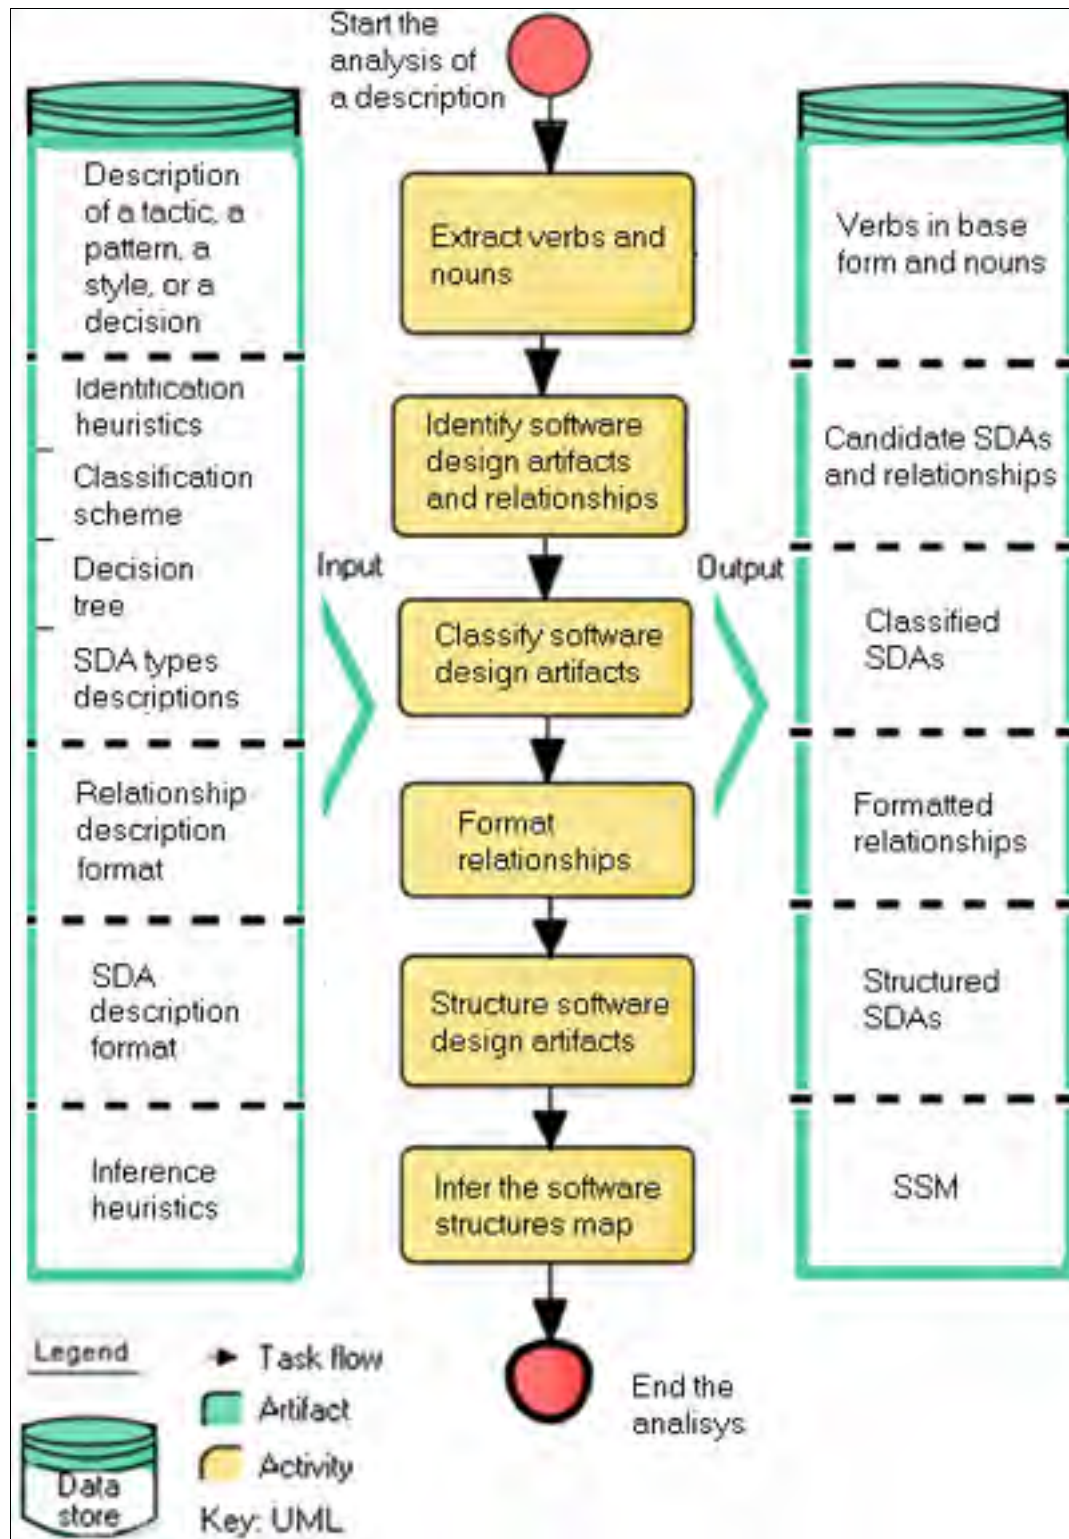 Start the
analysis of
a description
Description
of a tactic, a
pattern, a
style, or a
decision
Identification
heuristics
Classification
scheme
Decision
tree
SDA types
descriptions
Relationship
description
format
SDA
description
format
Inference
heuristics
Input
Extract verbs and
nouns
Identify software
design artifacts
and relationships
Classify software
design artifacts
Format
relationships
Structure software
design artifacts
Infer the software
structures map
Output
Verbs in base
form and nouns
Candidate SDAs
and relationships
Classified
SDAs
Formatted
relationships
Structured
SDAs
SSM
End the
analisys
Legend
Task flow
Artifact
Activity
Data
store
Key: UML